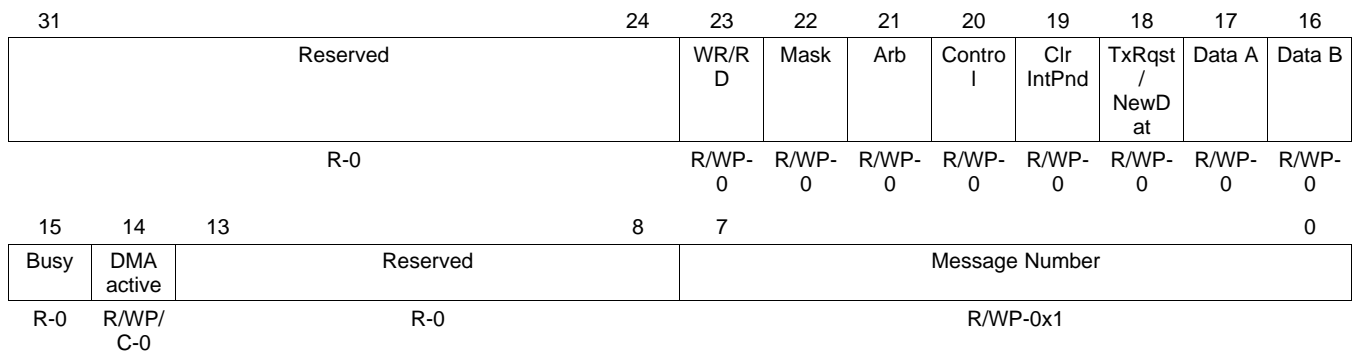 31 24 23 22 21 20 19 18 17 16
Reserved WR/R Mask Arb Contro Clr TxRqst Data A Data B
D l IntPnd /
NewD
at
R-0 R/WP- R/WP- R/WP- R/WP- R/WP- R/WP- R/WP- R/WP-
0 0 0 0 0 0 0 0
15 14 13 8 7 0
Busy DMA Reserved Message Number
active
R-0 R/WP/ R-0 R/WP-0x1
C-0